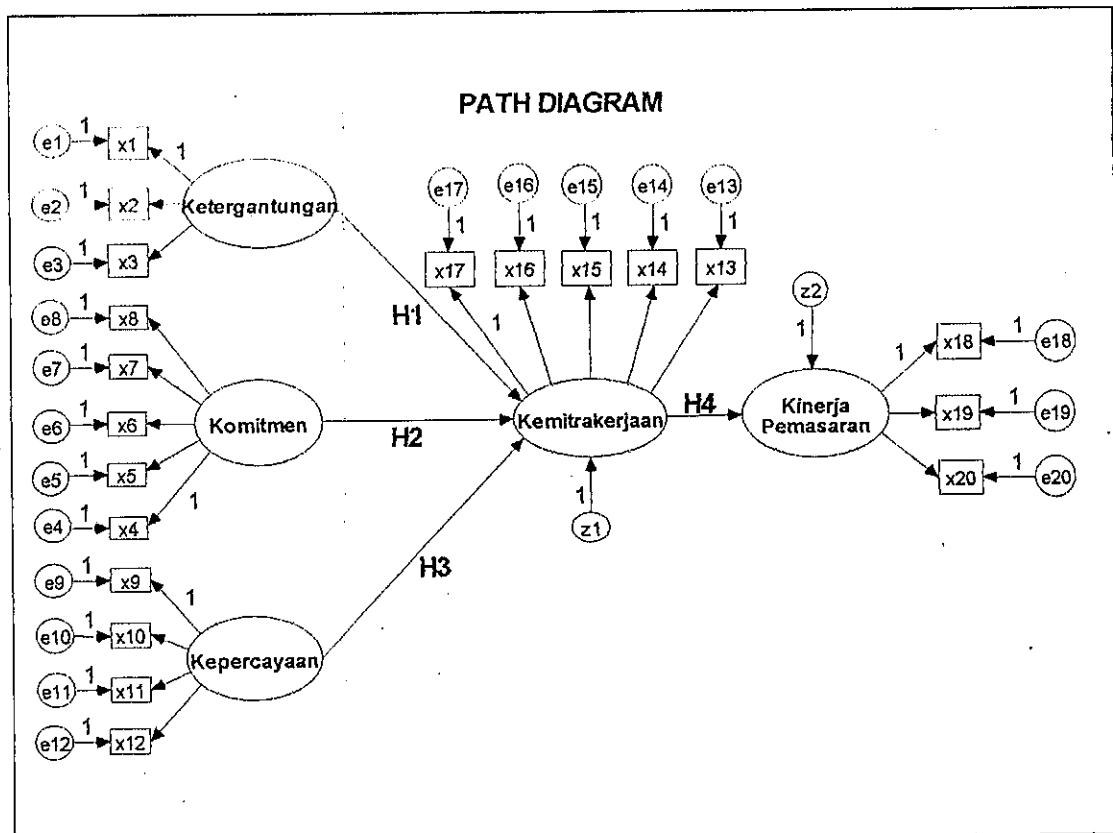 PATH DIAGRAM
e1 1 x1 1
e2 1 x2
e3 1 x3
Ketergantungan
e8 1 x8
e7 1 x7
e6 1 x6
e5 1 x5
e4 1 x4 1
Komitmen
e9 1 x9 1
e10 1 x10
e11 1 x11
e12 1 x12
Kepercayaan
H1
H2
H3
e17 e16 e15 e14 e13
1 1 1 1 1
x17 x16 x15 x14 x13
1
Kemitrakerjaan
1
z1
H4
z2
1
Kinerja
Pemasaran
1 x18 1 e18
x19 1 e19
x20 1 e20